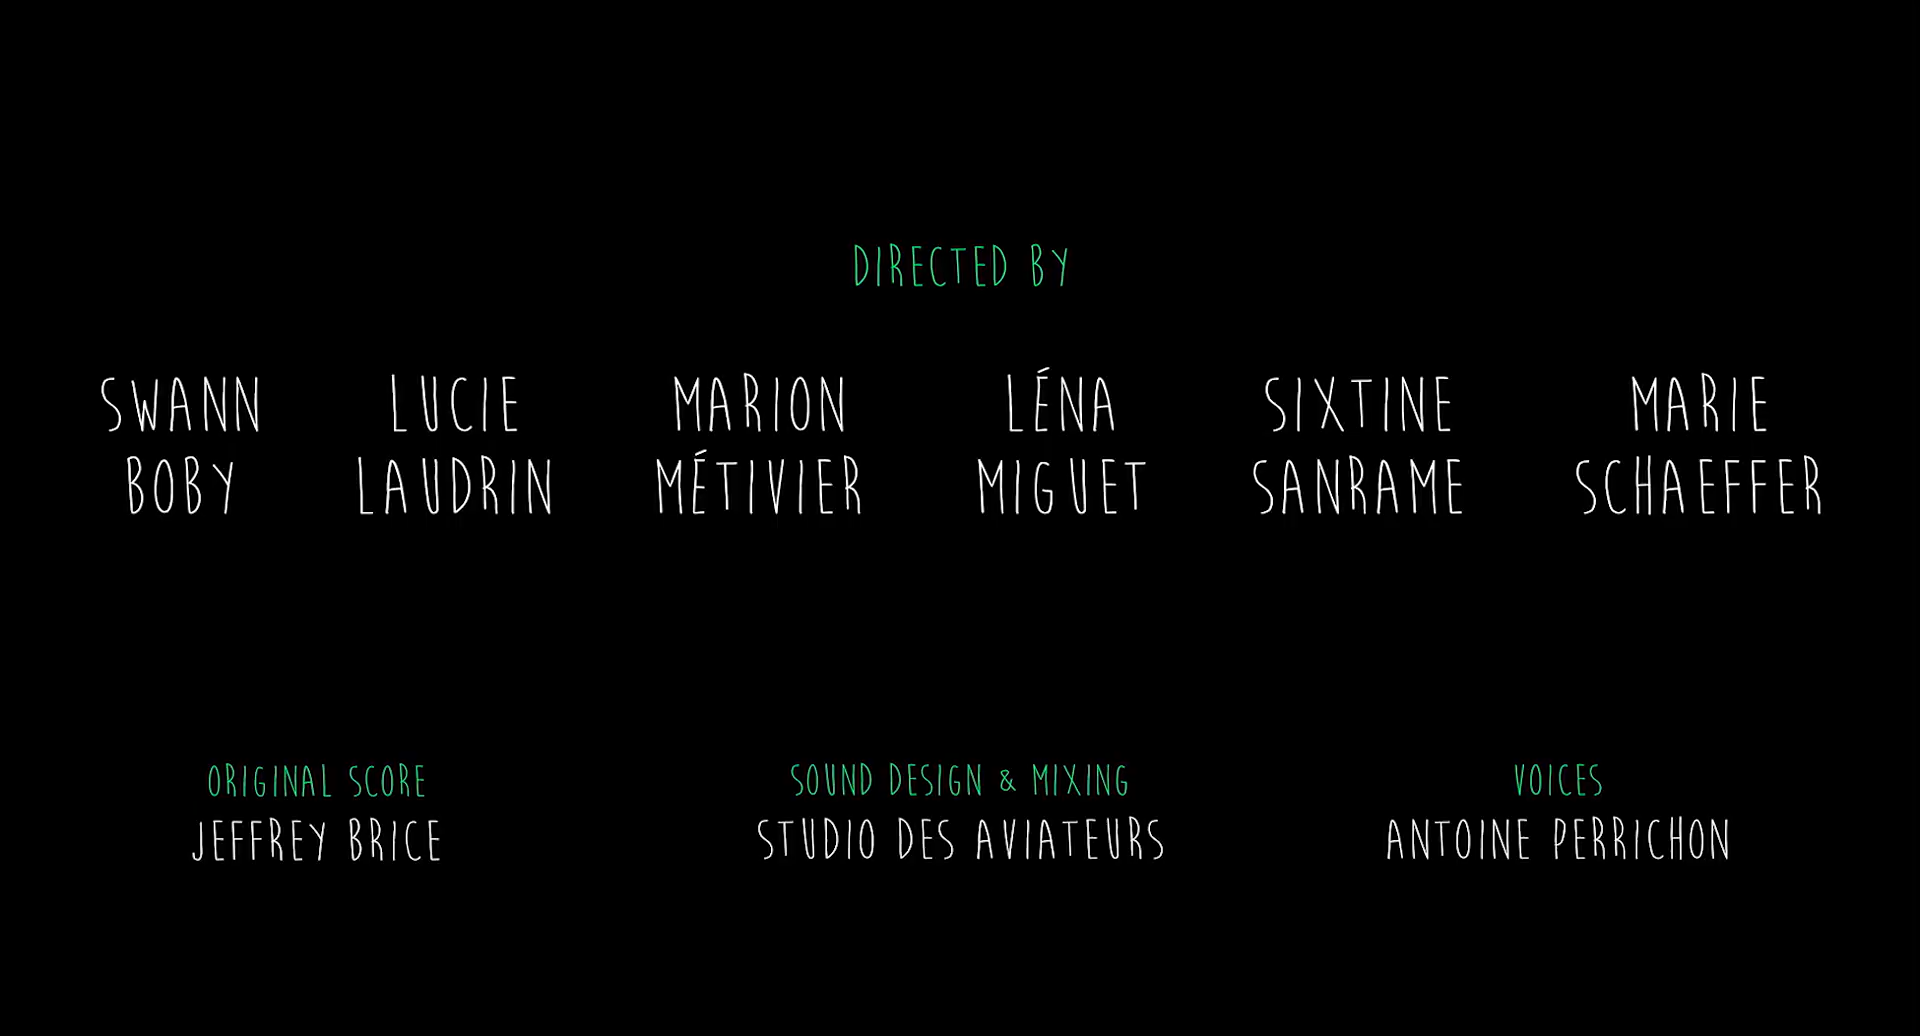 DIRECTED BY
SWANN BOBY
LUCIE LAUDRIN
MARION MÉTIVIER
LÉNA MIGUET
SIXTINE SANRAME
MARIE SCHAEFFER
ORIGINAL SCORE
JEFFREY BRICE
SOUND DESIGN & MIXING
STUDIO DES AVIATEURS
VOICES
ANTOINE PERRICHON